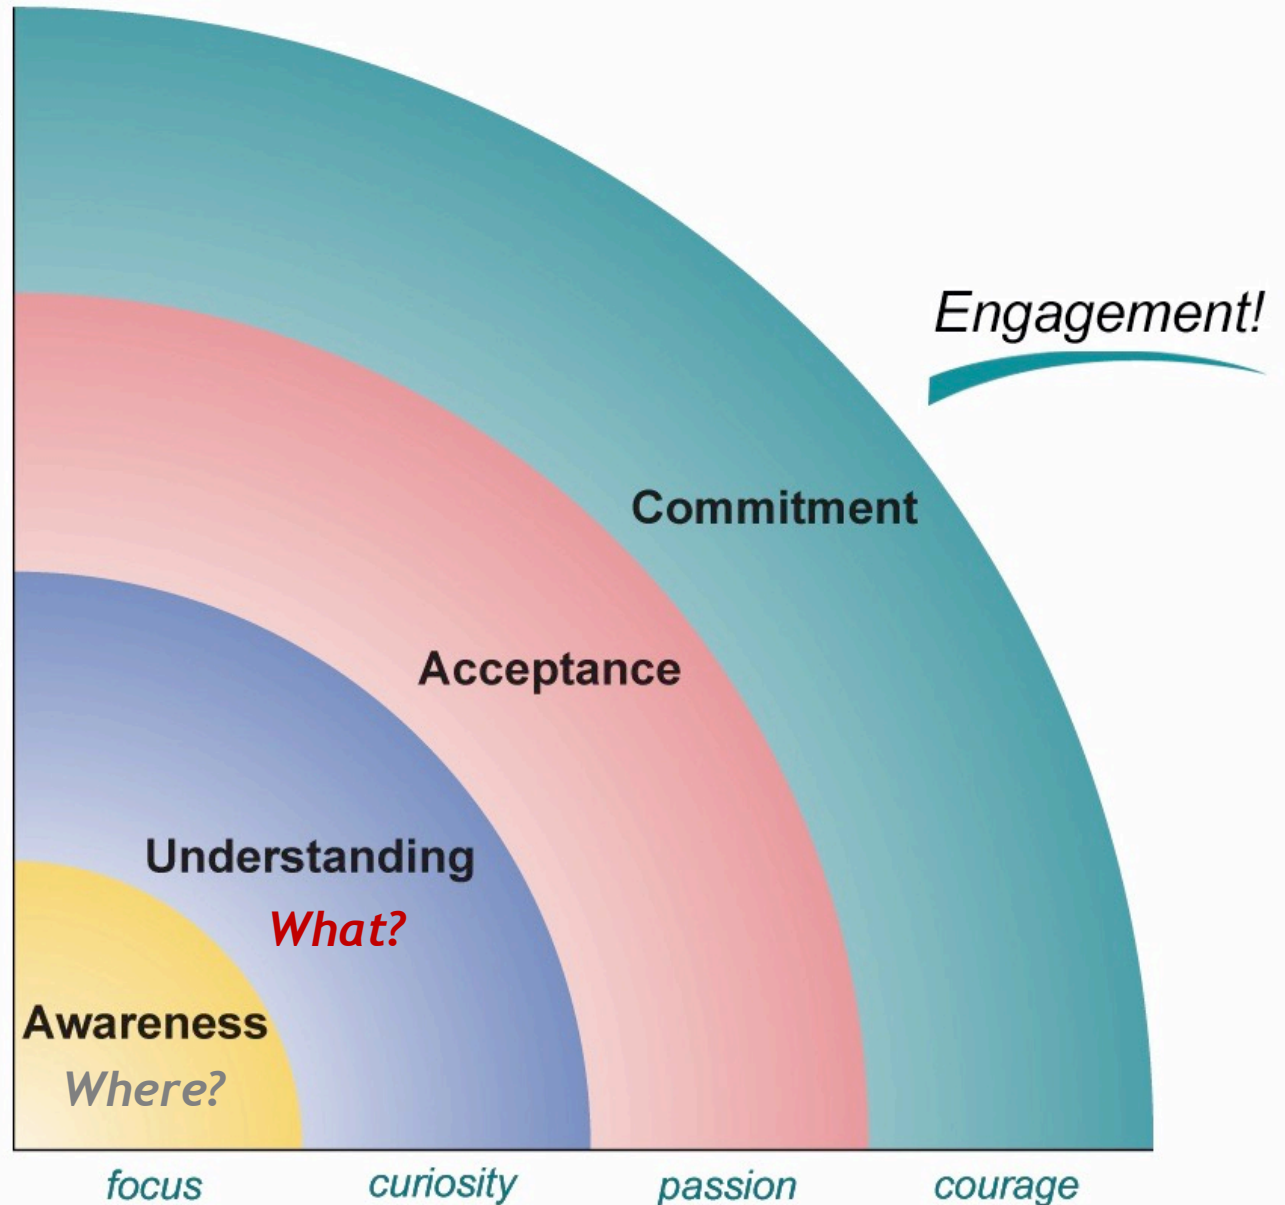 Engagement!
Commitment
Acceptance
Understanding
What?
Awareness
Where?
focus curiosity passion courage